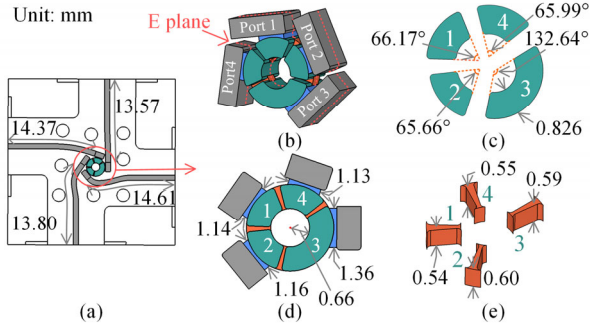 Unit: mm
E plane
Port 1
Port 2
Port4
Port 3
(b)
65.99°
66.17°
132.64°
1
4
2
3
65.66°
0.826
(c)
13.57
14.37
14.61
13.80
(a)
1.13
1.14
1
4
2
3
1.16
0.66
1.36
(d)
0.55
0.59
1
4
3
2
0.54
0.60
(e)